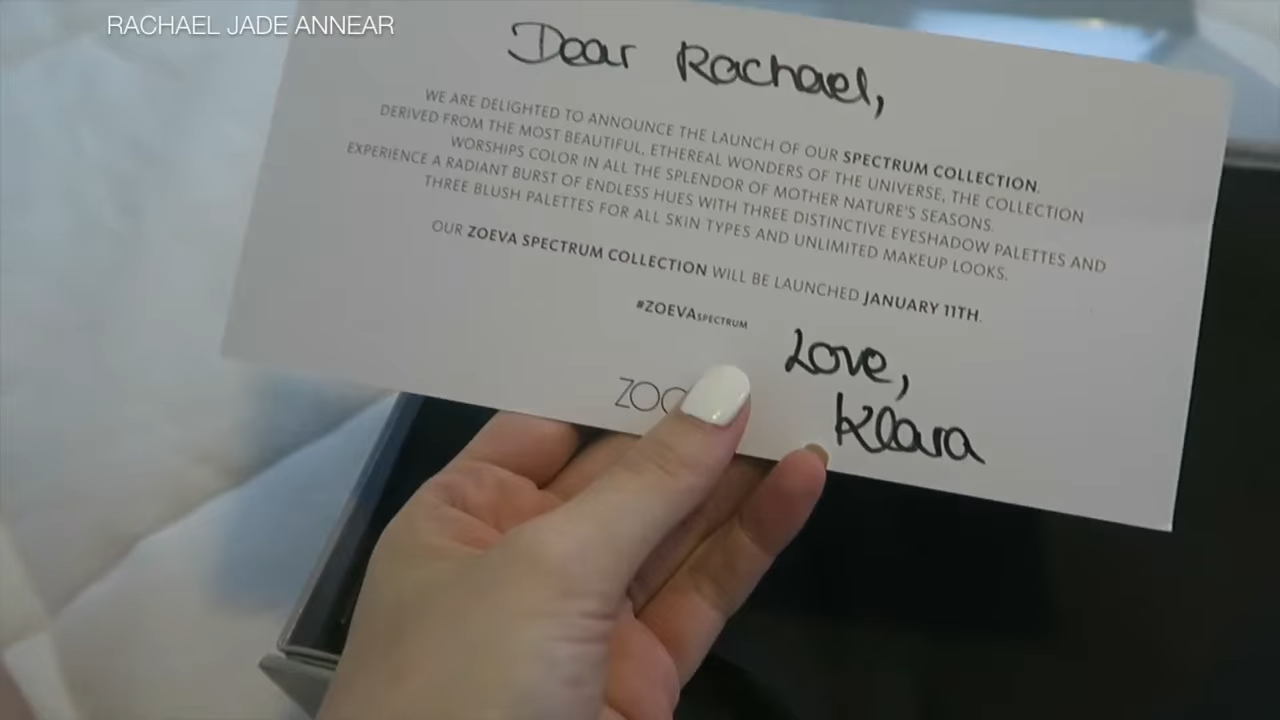 RACHAEL JADE ANNEAR
Dear Rachael,
WE ARE DELIGHTED TO ANNOUNCE THE LAUNCH OF OUR SPECTRUM COLLECTION.
DERIVED FROM THE MOST BEAUTIFUL, ETHEREAL WONDERS OF THE UNIVERSE, THE COLLECTION
WORSHIPS COLOR IN ALL THE SPLENDOR OF MOTHER NATURE'S SEASONS.
EXPERIENCE A RADIANT BURST OF ENDLESS HUES WITH THREE DISTINCTIVE EYESHADOW PALETTES AND
THREE BLUSH PALETTES FOR ALL SKIN TYPES AND UNLIMITED MAKEUP LOOKS.
OUR ZOEVA SPECTRUM COLLECTION WILL BE LAUNCHED JANUARY 11TH.
#ZOEVASPECTRUM
Love,
Klara